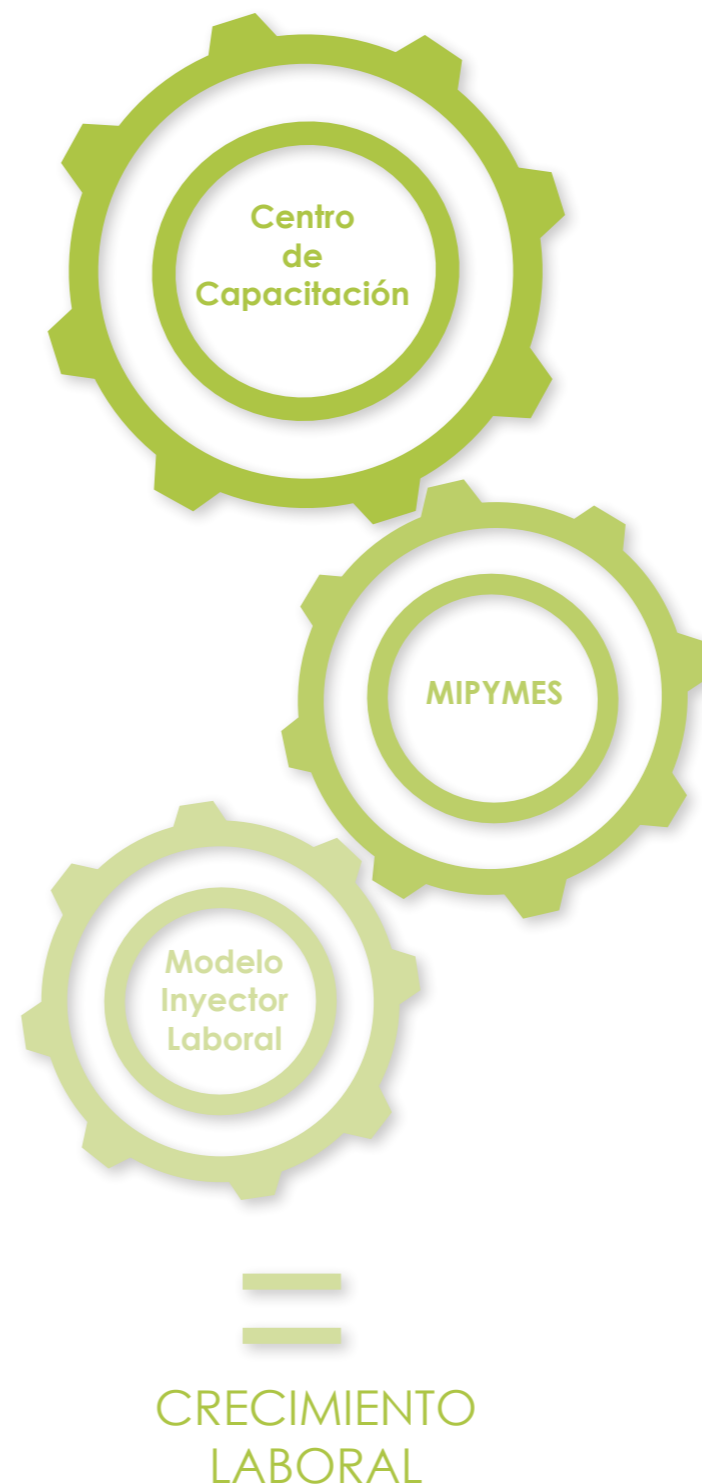 Centro
de
Capacitación
MIPYMES
Modelo
Inyector
Laboral
=
CRECIMIENTO
LABORAL